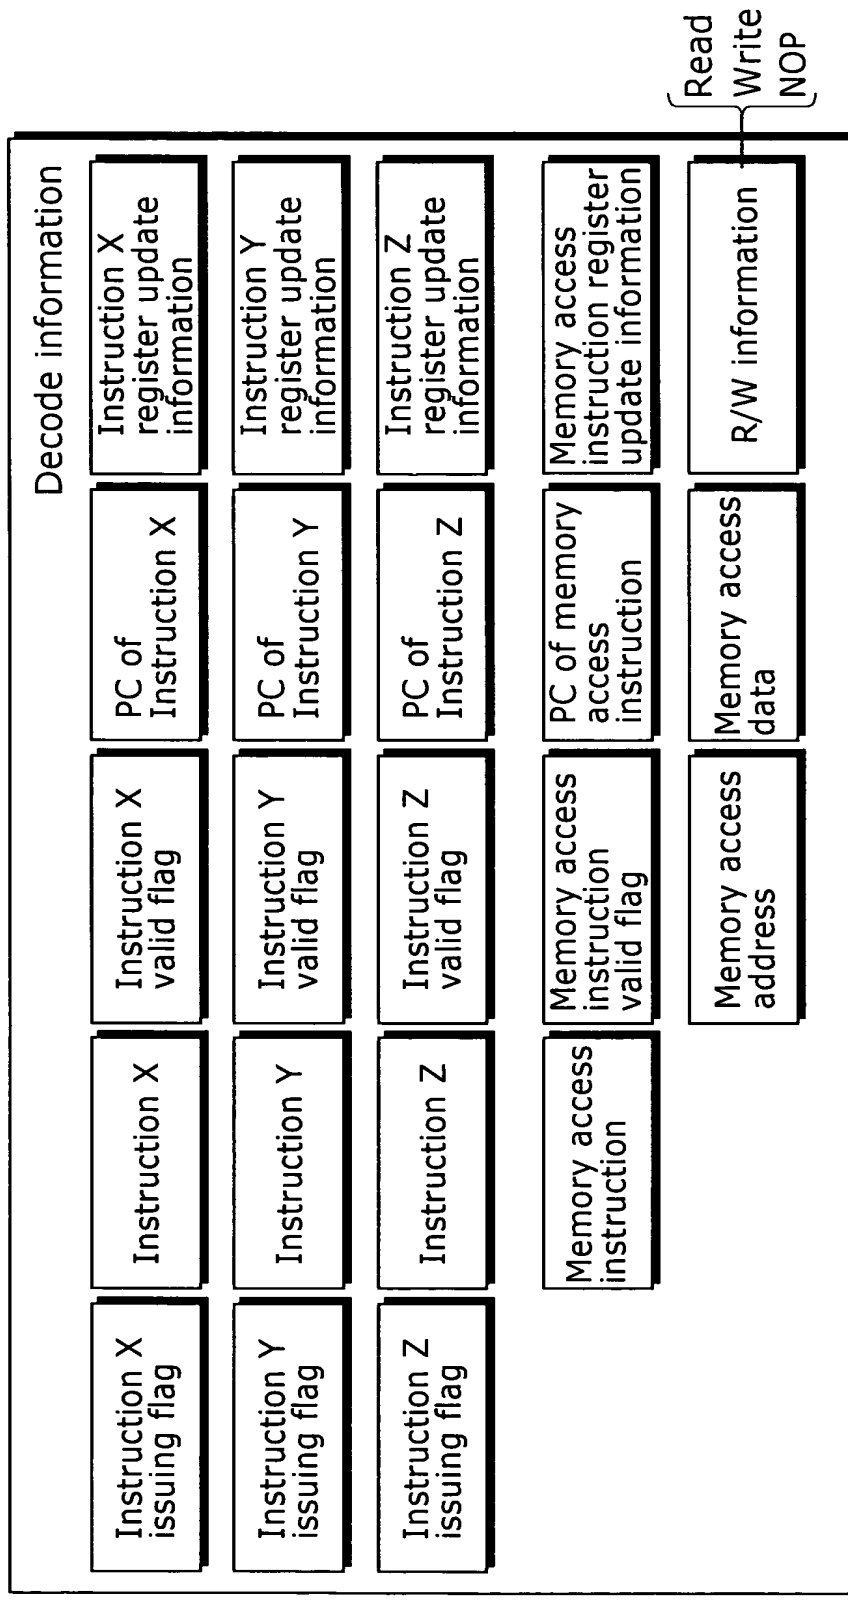 Decode information
Instruction X
issuing flag
Instruction X
Instruction X
valid flag
PC of
Instruction X
Instruction X
register update
information
Instruction Y
issuing flag
Instruction Y
Instruction Y
valid flag
PC of
Instruction Y
Instruction Y
register update
information
Instruction Z
issuing flag
Instruction Z
Instruction Z
valid flag
PC of
Instruction Z
Instruction Z
register update
information
Memory access
instruction
Memory access
instruction
valid flag
PC of memory
access
instruction
Memory access
instruction register
update information
Memory access
address
Memory access
data
R/W information
Read
Write
NOP